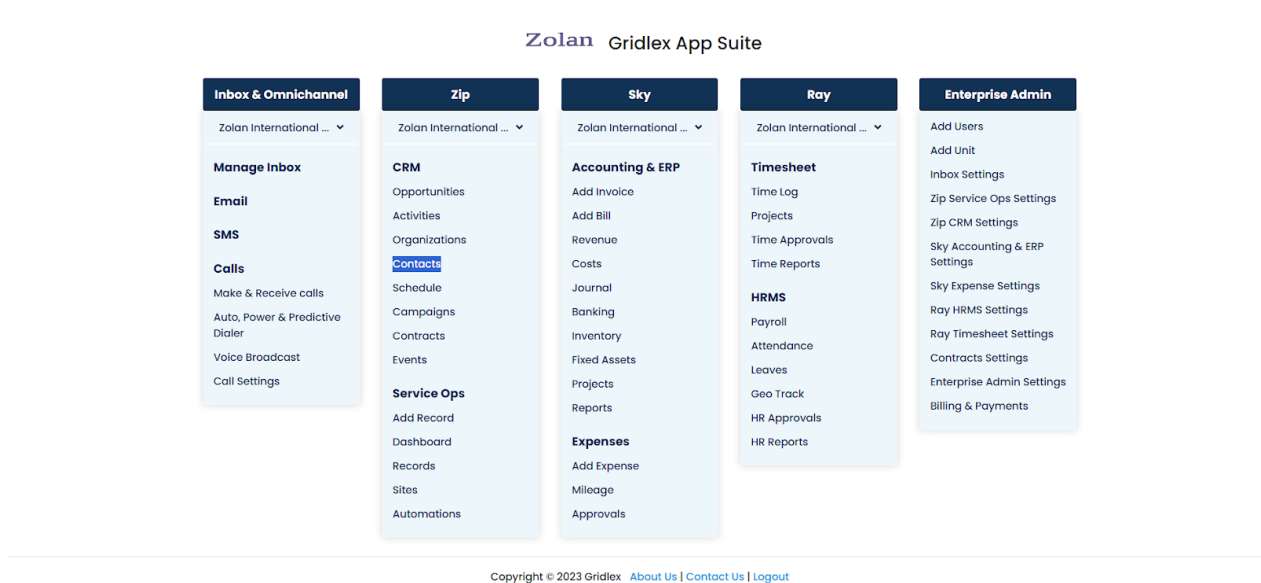 Zolan Gridlex App Suite
Inbox & Omnichannel
Zolan International ...
Manage Inbox
Email
SMS
Calls
Make & Receive calls
Auto, Power & Predictive
Dialer
Voice Broadcast
Call Settings
Zip
Zolan International ...
CRM
Opportunities
Activities
Organizations
Contacts
Schedule
Campaigns
Contracts
Events
Service Ops
Add Record
Dashboard
Records
Sites
Automations
Sky
Zolan International ...
Accounting & ERP
Add Invoice
Add Bill
Revenue
Costs
Journal
Banking
Inventory
Fixed Assets
Projects
Reports
Expenses
Add Expense
Mileage
Approvals
Ray
Zolan International ...
Timesheet
Time Log
Projects
Time Approvals
Time Reports
HRMS
Payroll
Attendance
Leaves
Geo Track
HR Approvals
HR Reports
Enterprise Admin
Add Users
Add Unit
Inbox Settings
Zip Service Ops Settings
Zip CRM Settings
Sky Accounting & ERP
Settings
Sky Expense Settings
Ray HRMS Settings
Ray Timesheet Settings
Contracts Settings
Enterprise Admin Settings
Billing & Payments
Copyright © 2023 Gridlex About Us | Contact Us | Logout